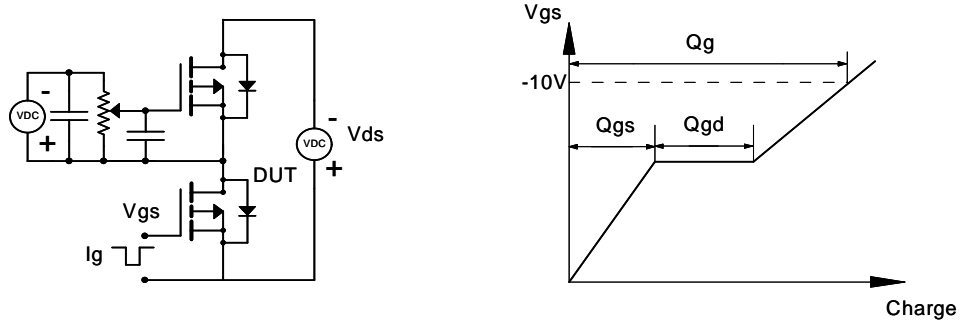 -
VDC
+
-
VDC
+
Vds
DUT
Vgs
Ig
Vgs
Qg
-10V
Qgs
Qgd
Charge